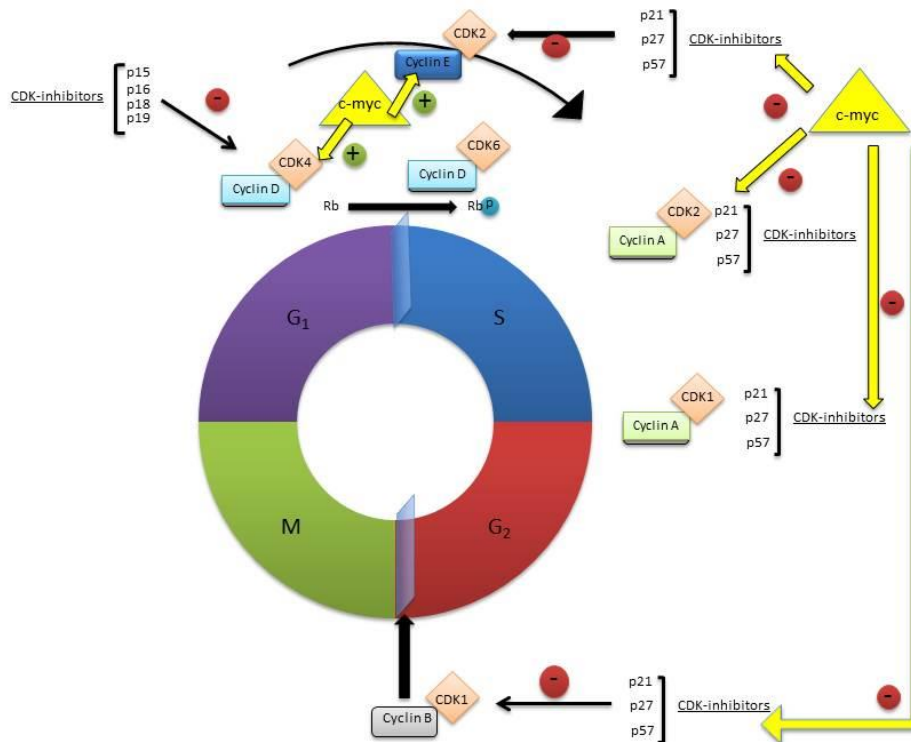 CDK2
Cyclin E
p21
p27
p57
CDK-inhibitors
-
CDK-inhibitors
p15
p16
p18
p19
-
c-myc
+
+
CDK4
Cyclin D
CDK6
Cyclin D
Rb
Rb p
c-myc
-
-
CDK2
Cyclin A
p21
p27
p57
CDK-inhibitors
-
G1
S
M
G2
CDK1
Cyclin A
p21
p27
p57
CDK-inhibitors
CDK1
Cyclin B
-
p21
p27
p57
CDK-inhibitors
-